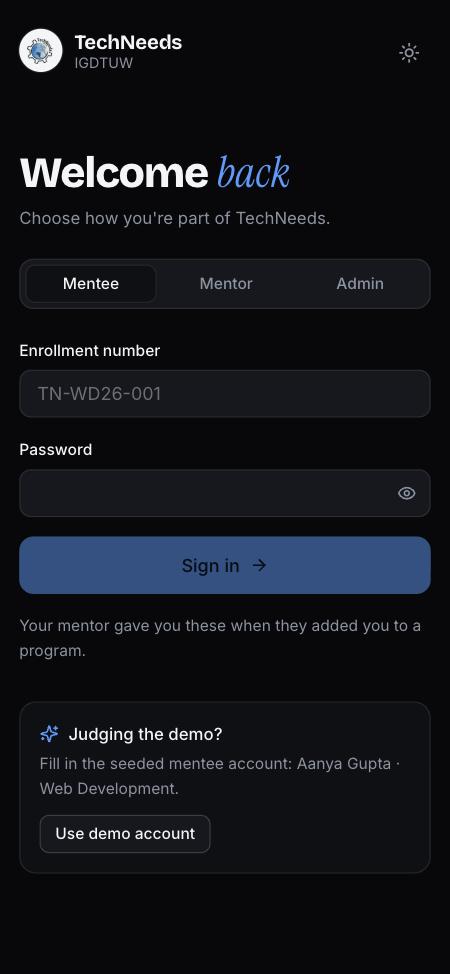 TechNeeds
IGDTUW
Welcome back
Choose how you're part of TechNeeds.
Mentee
Mentor
Admin
Enrollment number
TN-WD26-001
Password
Sign in →
Your mentor gave you these when they added you to a
program.
Judging the demo?
Fill in the seeded mentee account: Aanya Gupta ·
Web Development.
Use demo account